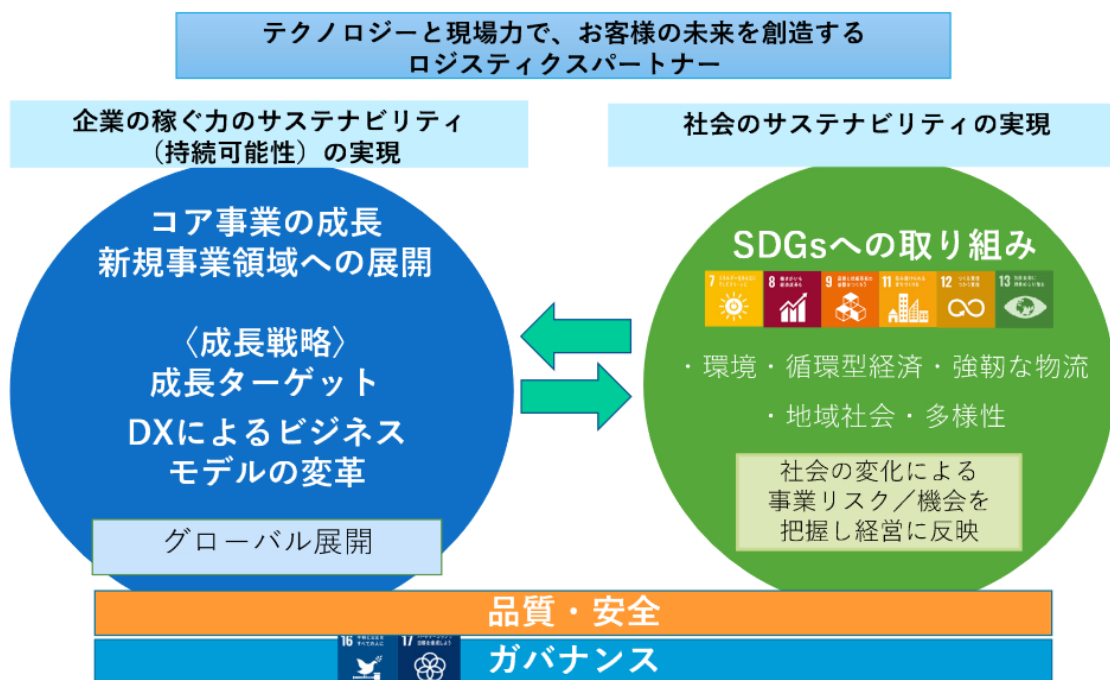 テクノロジーと現場力で、お客様の未来を創造する
ロジスティクスパートナー
企業の稼ぐ力のサステナビリティ
（持続可能性）の実現
コア事業の成長
新規事業領域への展開
〈成長戦略〉
成長ターゲット
DXによるビジネス
モデルの変革
グローバル展開
社会のサステナビリティの実現
SDGsへの取り組み
7
8
9
11
12
13
・環境・循環型経済・強靭な物流
・地域社会・多様性
社会の変化による
事業リスク／機会を
把握し経営に反映
品質・安全
16
17
ガバナンス